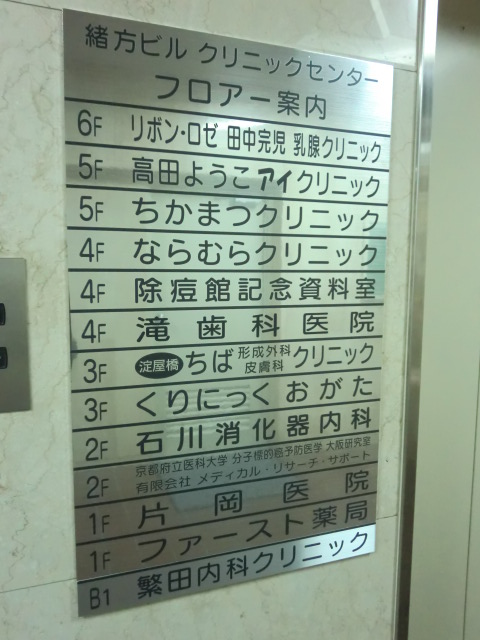 緒方ビル クリニックセンター
フロアー案内
6F リボン・ロゼ 田中完児 乳腺クリニック
5F 高田ようこアイクリニック
5F ちかまつクリニック
4F ならむらクリニック
4F 除痘館記念資料室
4F 滝歯科医院
3F 淀屋橋 ちば 形成外科 皮膚科 クリニック
3F くりにっく おがた
2F 石川消化器内科
京都府立医科大学 分子標的癌予防医学 大阪研究室
2F 有限会社 メディカル・リサーチ・サポート
1F 片岡医院
1F ファースト薬局
B1 繁田内科クリニック